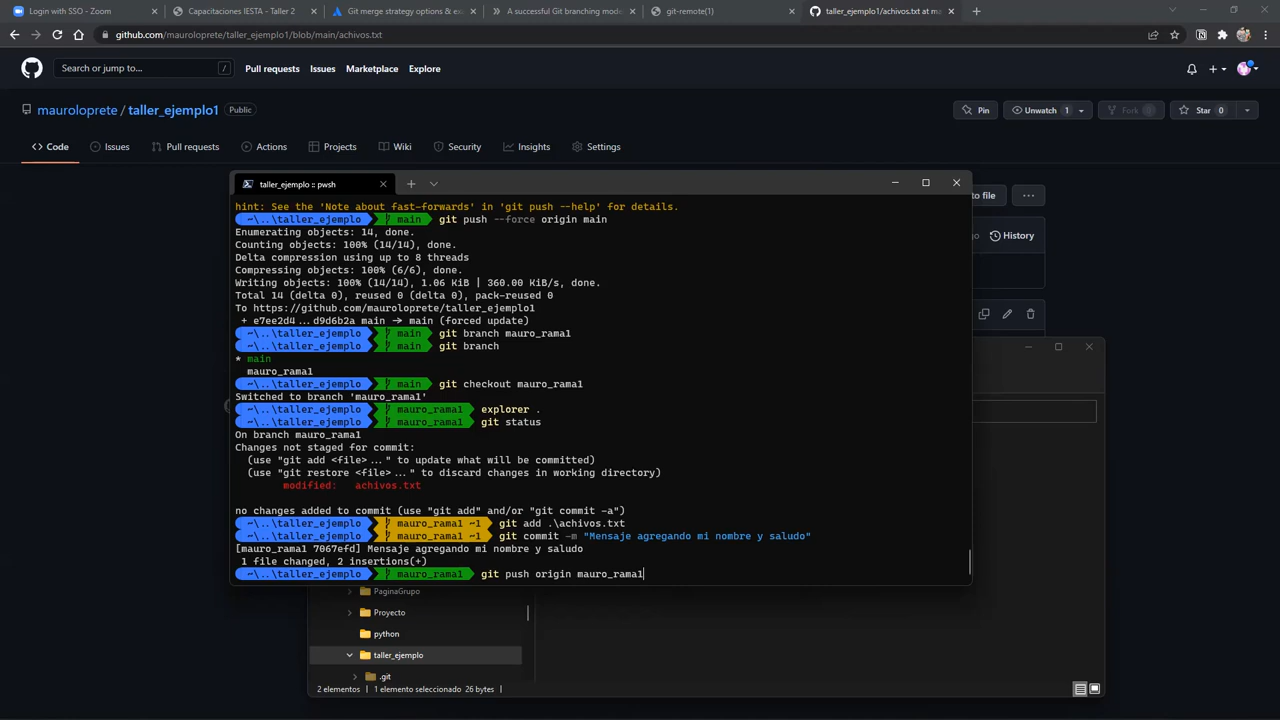 Login with SSO - Zoom
Capacitaciones IESTA - Taller 2
Git merge strategy options & ex
A successful Git branching mode
git-remote(1)
taller_ejemplo1/achivos.txt at m
github.com/mauroloprete/taller_ejemplo1/blob/main/achivos.txt
Search or jump to...
/
Pull requests
Issues
Marketplace
Explore
mauroloprete / taller_ejemplo1
Public
Pin
Unwatch 1
Fork 0
Star 0
Code
Issues
Pull requests
Actions
Projects
Wiki
Security
Insights
Settings
taller_ejemplo :: pwsh
to file
...
History
hint: See the 'Note about fast-forwards' in 'git push --help' for details.
~\..\taller_ejemplo main git push --force origin main
Enumerating objects: 14, done.
Counting objects: 100% (14/14), done.
Delta compression using up to 8 threads
Compressing objects: 100% (6/6), done.
Writing objects: 100% (14/14), 1.06 KiB | 360.00 KiB/s, done.
Total 14 (delta 0), reused 0 (delta 0), pack-reused 0
To https://github.com/mauroloprete/taller_ejemplo1
+ e7ee2d4...d9d6b2a main -> main (forced update)
~\..\taller_ejemplo main git branch mauro_rama1
~\..\taller_ejemplo main git branch
* main
mauro_rama1
~\..\taller_ejemplo main git checkout mauro_rama1
Switched to branch 'mauro_rama1'
~\..\taller_ejemplo mauro_rama1 explorer .
~\..\taller_ejemplo mauro_rama1 git status
On branch mauro_rama1
Changes not staged for commit:
(use "git add <file>..." to update what will be committed)
(use "git restore <file>..." to discard changes in working directory)
modified: achivos.txt
no changes added to commit (use "git add" and/or "git commit -a")
~\..\taller_ejemplo mauro_rama1 ~1 git add .\achivos.txt
~\..\taller_ejemplo mauro_rama1 ~1 git commit -m "Mensaje agregando mi nombre y saludo"
[mauro_rama1 7067efd] Mensaje agregando mi nombre y saludo
1 file changed, 2 insertions(+)
~\..\taller_ejemplo mauro_rama1 git push origin mauro_rama1
PaginaGrupo
Proyecto
python
taller_ejemplo
.git
2 elementos | 1 elemento seleccionado 26 bytes |